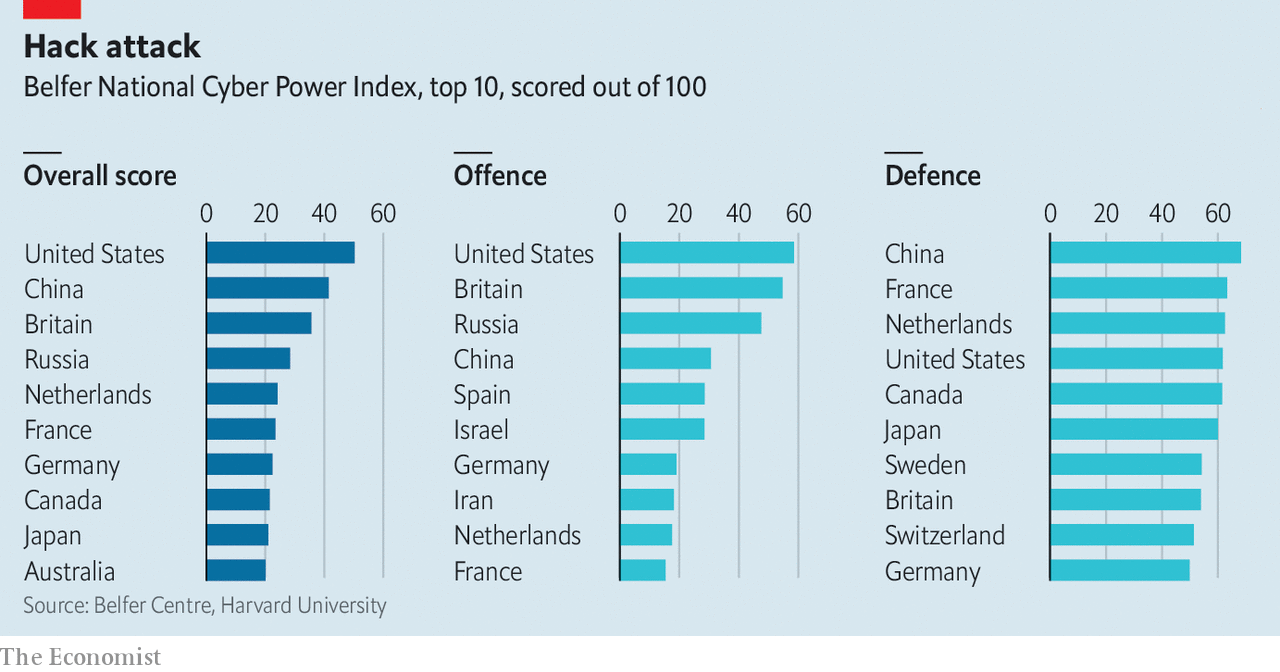 Hack attack
Belfer National Cyber Power Index, top 10, scored out of 100
Overall score
0 20 40 60
United States
China
Britain
Russia
Netherlands
France
Germany
Canada
Japan
Australia
Offence
0 20 40 60
United States
Britain
Russia
China
Spain
Israel
Germany
Iran
Netherlands
France
Defence
0 20 40 60
China
France
Netherlands
United States
Canada
Japan
Sweden
Britain
Switzerland
Germany
Source: Belfer Centre, Harvard University
The Economist